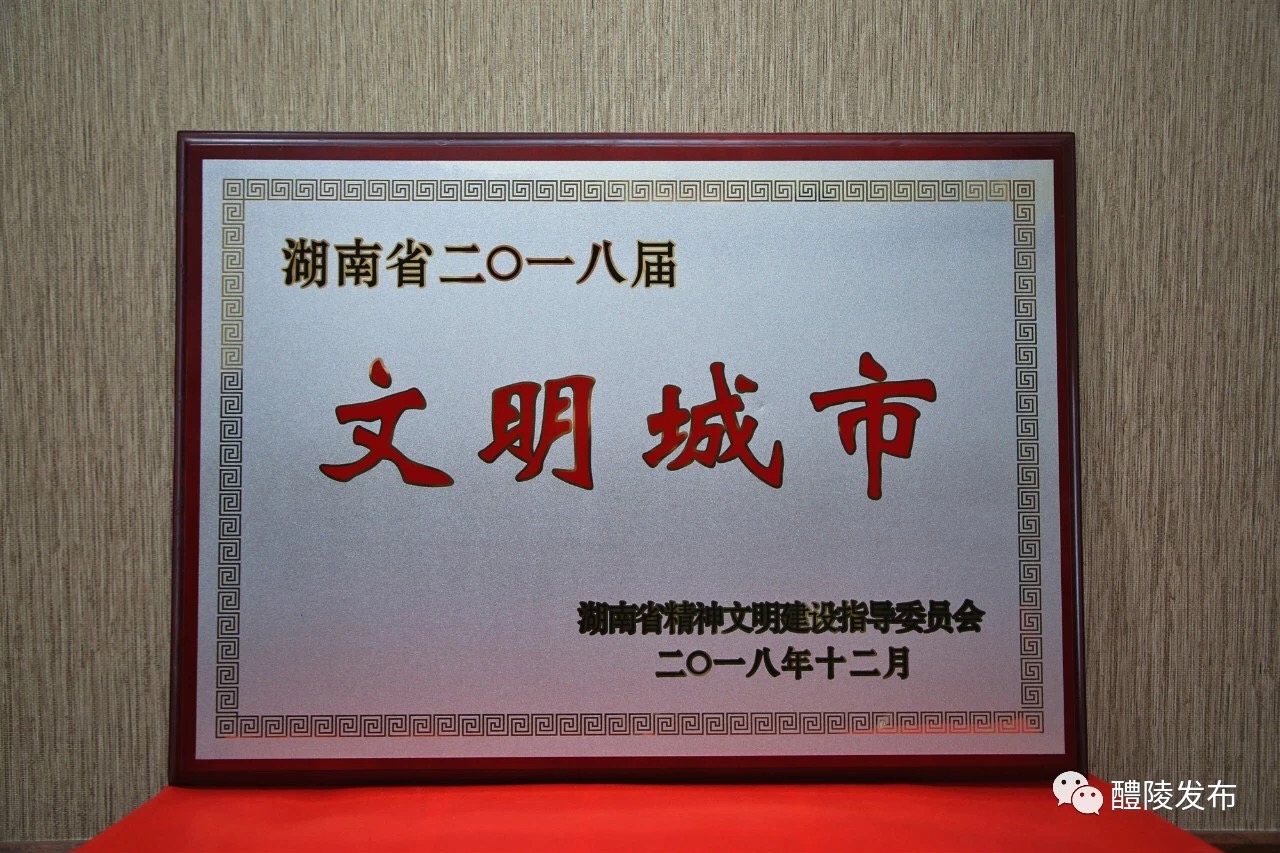 湖南省二〇一八届
文明城市
湖南省精神文明建设指导委员会
二〇一八年十二月
醴陵发布